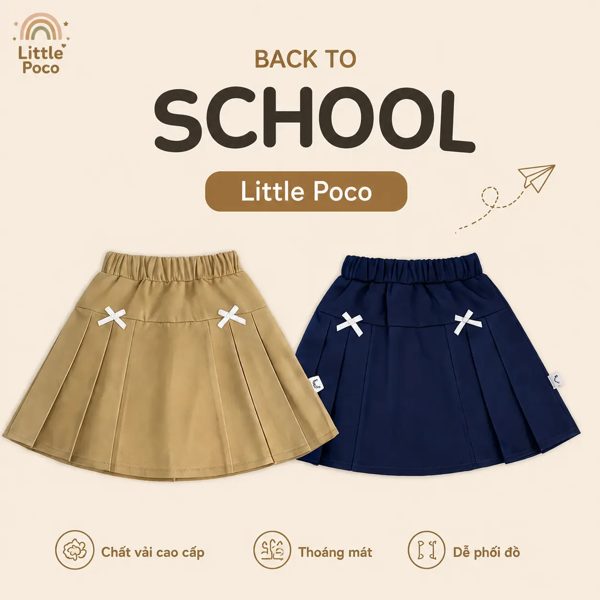 Little
Poco
BACK TO
SCHOOL
Little Poco
Chất vải cao cấp
Thoáng mát
Dễ phối đồ